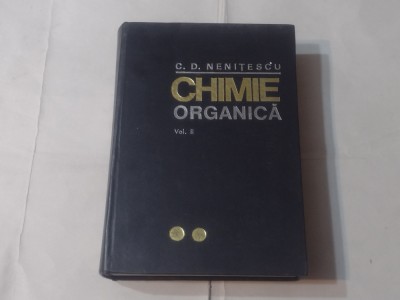 C. D. NENIȚESCU
CHIMIE
ORGANICĂ
Vol. II